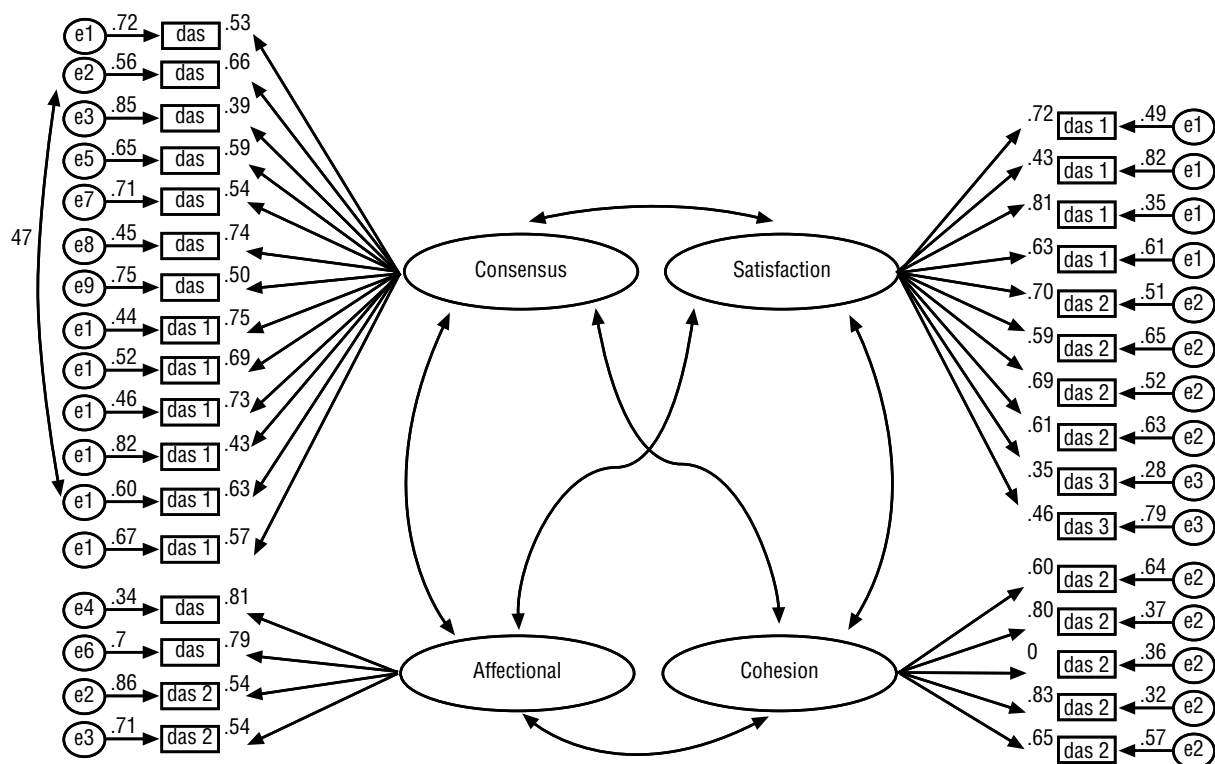 e1 .72 das .53
e2 .56 das .66
e3 .85 das .39
e5 .65 das .59
e7 .71 das .54
47
e8 .45 das .74
e9 .75 das .50
e1 .44 das 1 .75
e1 .52 das 1 .69
e1 .46 das 1 .73
e1 .82 das 1 .43
e1 .60 das 1 .63
e1 .67 das 1 .57
e4 .34 das .81
e6 .7 das .79
e2 .86 das 2 .54
e3 .71 das 2 .54
Consensus
Satisfaction
Affectional
Cohesion
.72 das 1 .49 e1
.43 das 1 .82 e1
.81 das 1 .35 e1
.63 das 1 .61 e1
.70 das 2 .51 e2
.59 das 2 .65 e2
.69 das 2 .52 e2
.61 das 2 .63 e2
.35 das 3 .28 e3
.46 das 3 .79 e3
.60 das 2 .64 e2
.80 das 2 .37 e2
0 das 2 .36 e2
.83 das 2 .32 e2
.65 das 2 .57 e2